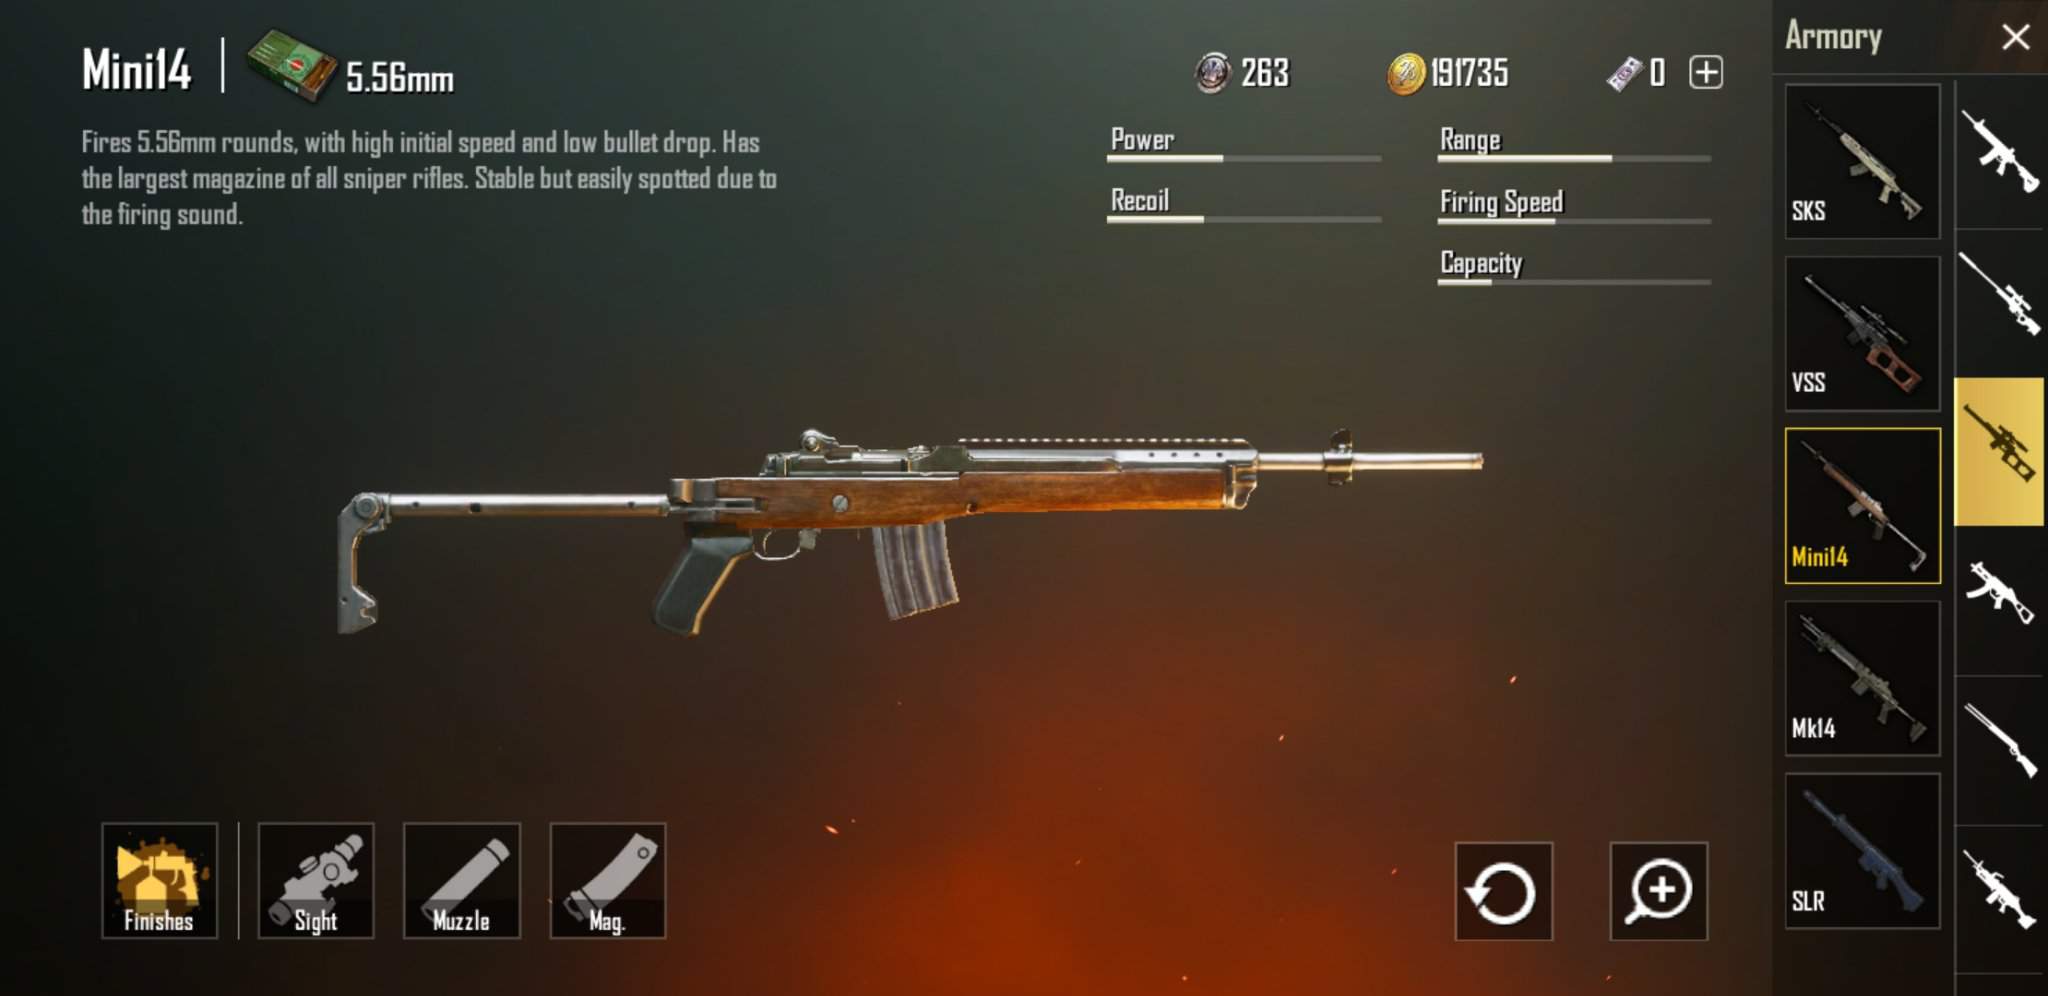 Mini14
5.56mm
263
191735
0
Armory
Fires 5.56mm rounds, with high initial speed and low bullet drop. Has
the largest magazine of all sniper rifles. Stable but easily spotted due to
the firing sound.
Power
Range
Recoil
Firing Speed
Capacity
SKS
VSS
Mini14
Mk14
SLR
Finishes
Sight
Muzzle
Mag.